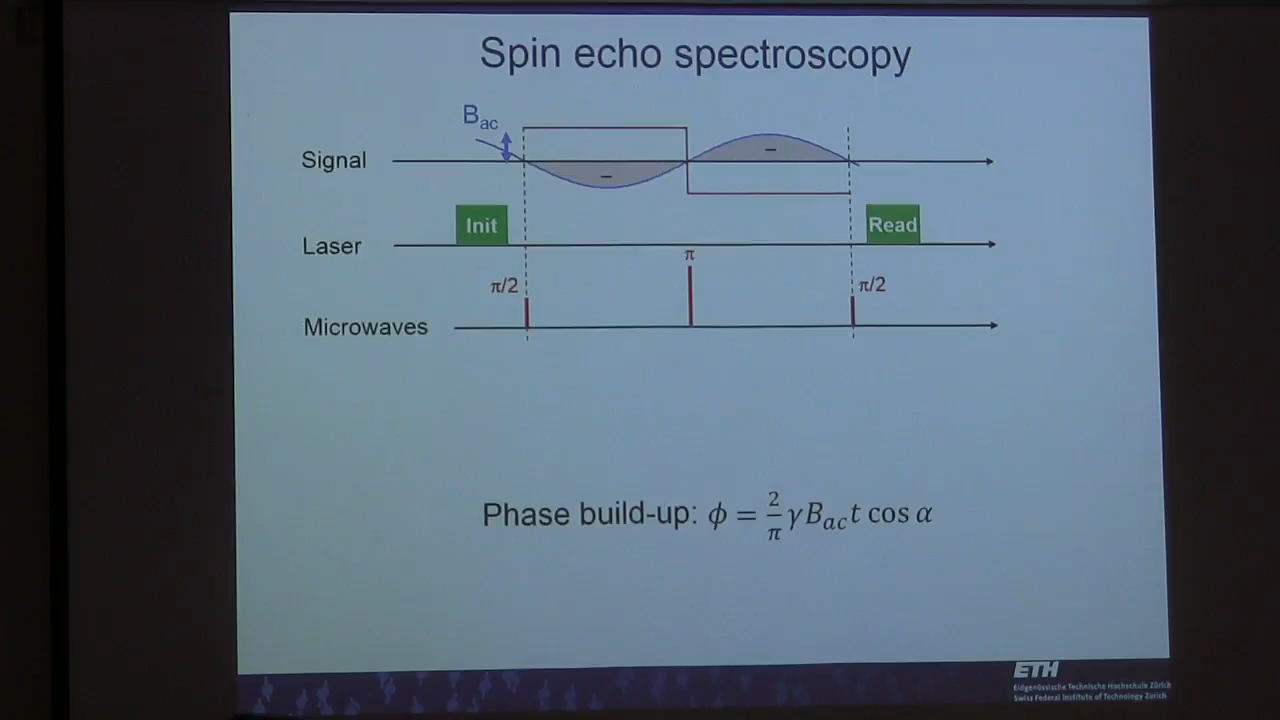 Spin echo spectroscopy
B_ac
Signal
−
−
Init
Read
Laser
π
π/2
π/2
Microwaves
Phase build-up: ϕ = 2/π γB_ac t cos α
ETH
Eidgenössische Technische Hochschule Zürich
Swiss Federal Institute of Technology Zurich